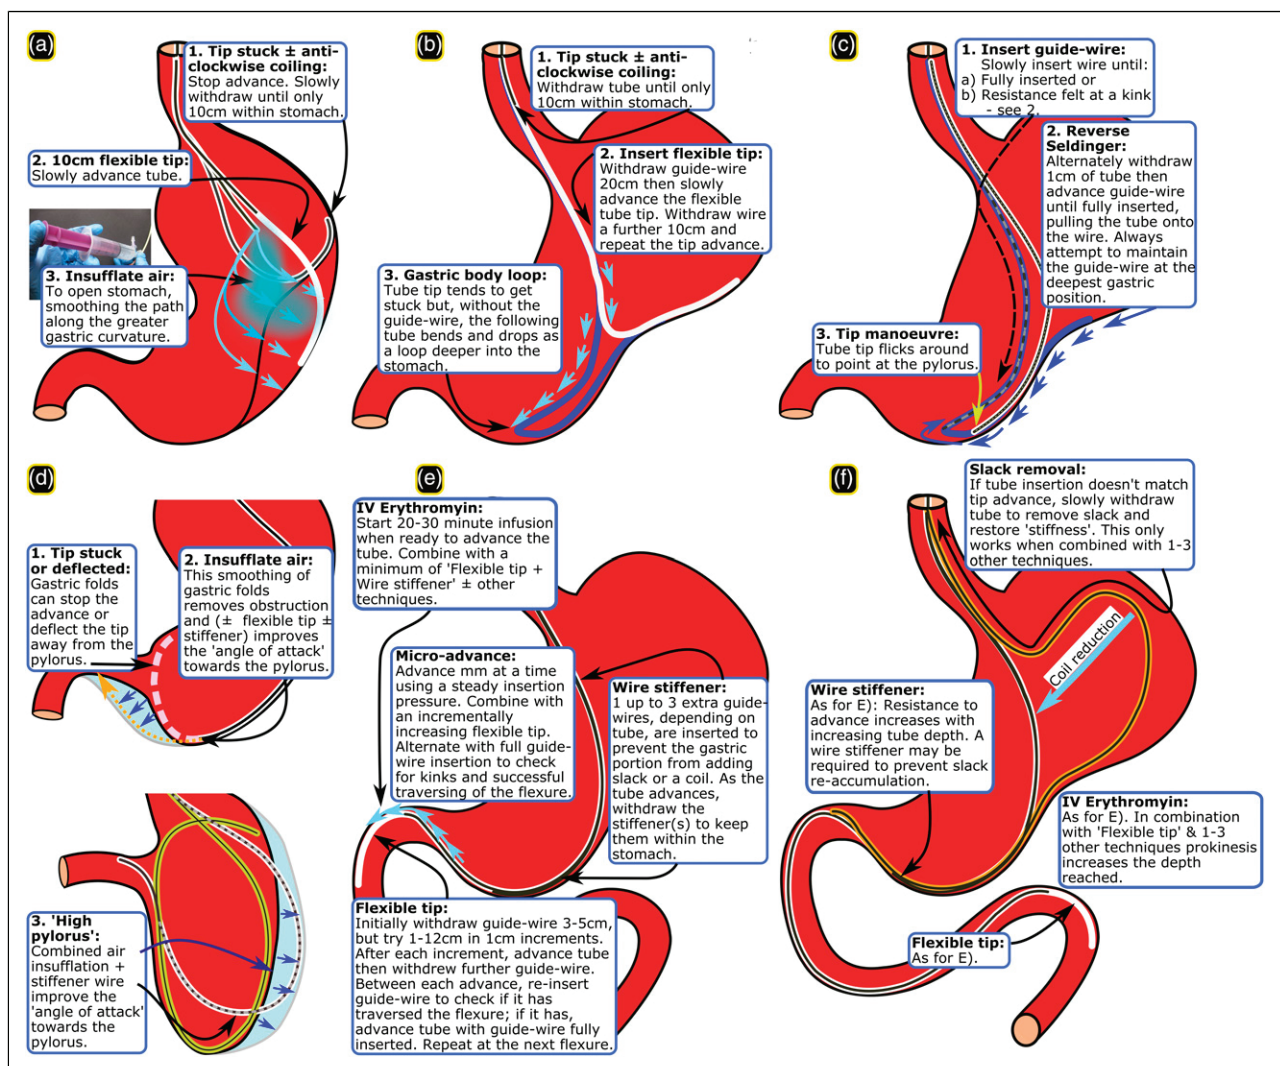 (a)
1. Tip stuck ± anti-
clockwise coiling:
Stop advance. Slowly
withdraw until only
10cm within stomach.
2. 10cm flexible tip:
Slowly advance tube.
3. Insufflate air:
To open stomach,
smoothing the path
along the greater
gastric curvature.
(b)
1. Tip stuck ± anti-
clockwise coiling:
Withdraw tube until only
10cm within stomach.
2. Insert flexible tip:
Withdraw guide-wire
20cm then slowly
advance the flexible
tube tip. Withdraw wire
a further 10cm and
repeat the tip advance.
3. Gastric body loop:
Tube tip tends to get
stuck but, without the
guide-wire, the following
tube bends and drops as
a loop deeper into the
stomach.
(c)
1. Insert guide-wire:
Slowly insert wire until:
a) Fully inserted or
b) Resistance felt at a kink
- see 2.
2. Reverse
Seldinger:
Alternately withdraw
1cm of tube then
advance guide-wire
until fully inserted,
pulling the tube onto
the wire. Always
attempt to maintain
the guide-wire at the
deepest gastric
position.
3. Tip manoeuvre:
Tube tip flicks around
to point at the pylorus.
(d)
1. Tip stuck
or deflected:
Gastric folds
can stop the
advance or
deflect the tip
away from the
pylorus.
2. Insufflate air:
This smoothing of
gastric folds
removes obstruction
and (± flexible tip ±
stiffener) improves
the 'angle of attack'
towards the pylorus.
3. 'High
pylorus':
Combined air
insufflation +
stiffener wire
improve the
'angle of attack'
towards the
pylorus.
(e)
IV Erythromyin:
Start 20-30 minute infusion
when ready to advance the
tube. Combine with a
minimum of 'Flexible tip +
Wire stiffener' ± other
techniques.
Micro-advance:
Advance mm at a time
using a steady insertion
pressure. Combine with
an incrementally
increasing flexible tip.
Alternate with full guide-
wire insertion to check
for kinks and successful
traversing of the flexure.
Wire stiffener:
1 up to 3 extra guide-
wires, depending on
tube, are inserted to
prevent the gastric
portion from adding
slack or a coil. As the
tube advances,
withdraw the
stiffener(s) to keep
them within the
stomach.
Flexible tip:
Initially withdraw guide-wire 3-5cm,
but try 1-12cm in 1cm increments.
After each increment, advance tube
then withdrew further guide-wire.
Between each advance, re-insert
guide-wire to check if it has
traversed the flexure; if it has,
advance tube with guide-wire fully
inserted. Repeat at the next flexure.
(f)
Slack removal:
If tube insertion doesn't match
tip advance, slowly withdraw
tube to remove slack and
restore 'stiffness'. This only
works when combined with 1-3
other techniques.
Coil reduction
Wire stiffener:
As for E): Resistance to
advance increases with
increasing tube depth. A
wire stiffener may be
required to prevent slack
re-accumulation.
IV Erythromyin:
As for E). In combination
with 'Flexible tip' & 1-3
other techniques prokinesis
increases the depth
reached.
Flexible tip:
As for E).